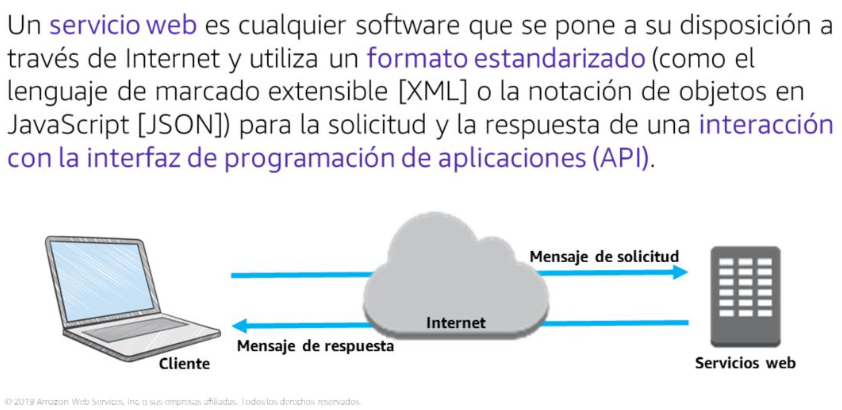 Un servicio web es cualquier software que se pone a su disposición a
través de Internet y utiliza un formato estandarizado (como el
lenguaje de marcado extensible [XML] o la notación de objetos en
JavaScript [JSON]) para la solicitud y la respuesta de una interacción
con la interfaz de programación de aplicaciones (API).
Mensaje de solicitud
Internet
Mensaje de respuesta
Cliente
Servicios web
© 2019 Amazon Web Services, Inc. o sus empresas afiliadas. Todos los derechos reservados.